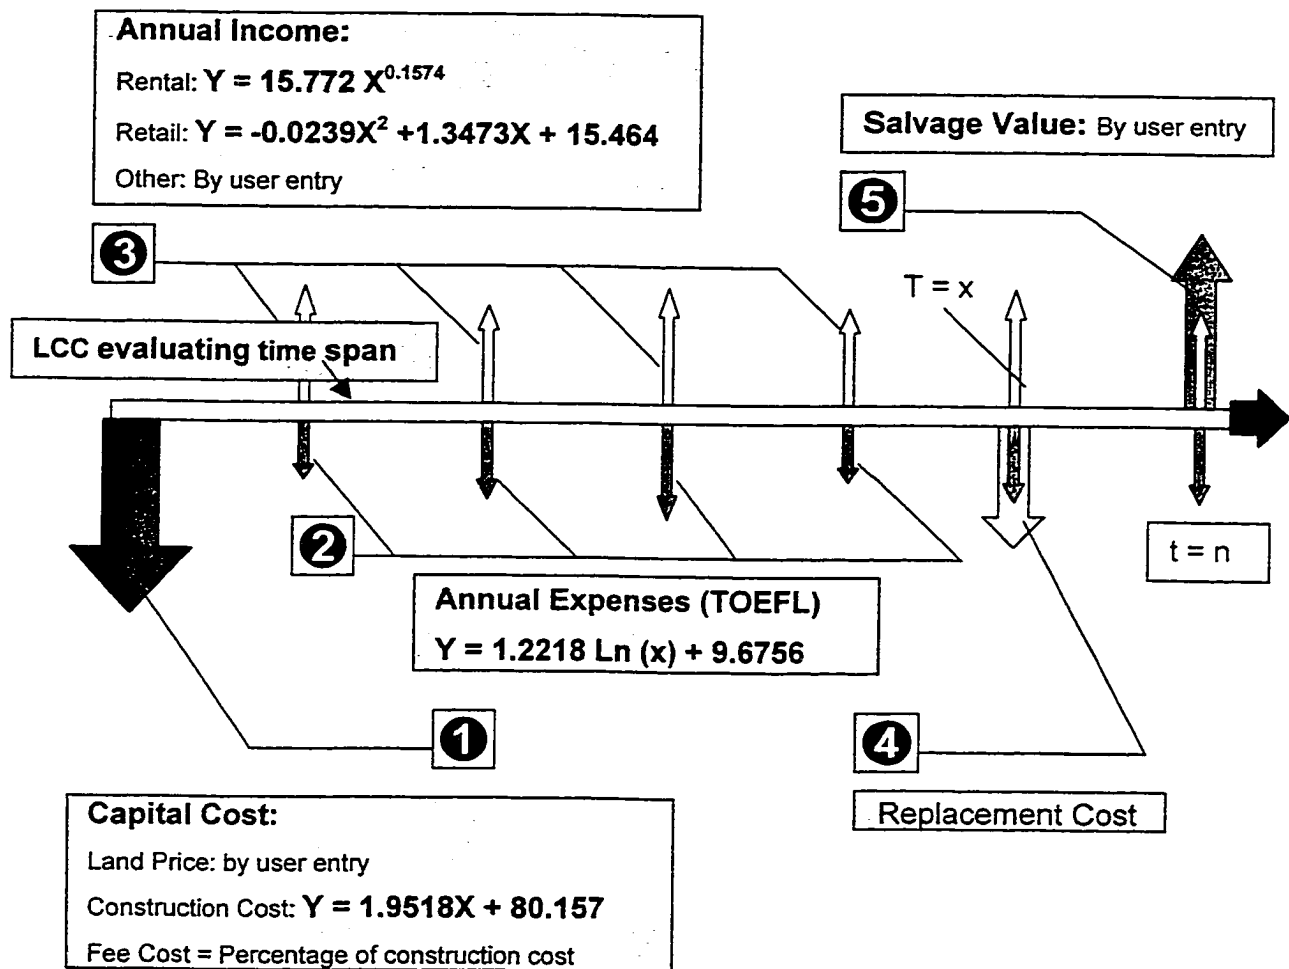 Annual Income:
Rental: Y = 15.772 X^0.1574
Retail: Y = -0.0239X² +1.3473X + 15.464
Other: By user entry
Salvage Value: By user entry
5
3
T = x
LCC evaluating time span
2
t = n
Annual Expenses (TOEFL)
Y = 1.2218 Ln (x) + 9.6756
1
4
Replacement Cost
Capital Cost:
Land Price: by user entry
Construction Cost: Y = 1.9518X + 80.157
Fee Cost = Percentage of construction cost